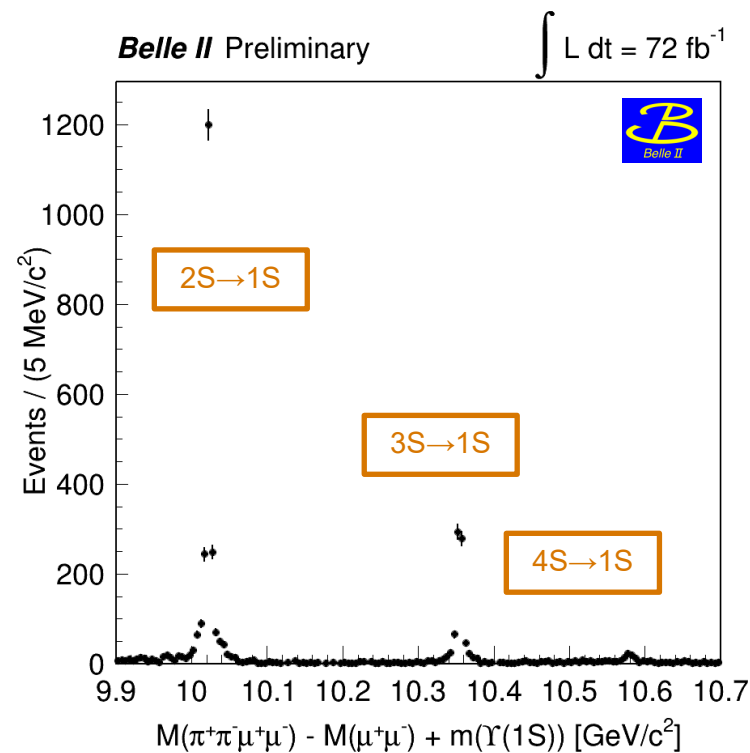 Belle II Preliminary
∫ L dt = 72 fb⁻¹
Belle II
1200
1000
800
600
400
200
0
Events / (5 MeV/c²)
2S→1S
3S→1S
4S→1S
9.9 10 10.1 10.2 10.3 10.4 10.5 10.6 10.7
M(π⁺π⁻μ⁺μ⁻) - M(μ⁺μ⁻) + m(ϒ(1S)) [GeV/c²]